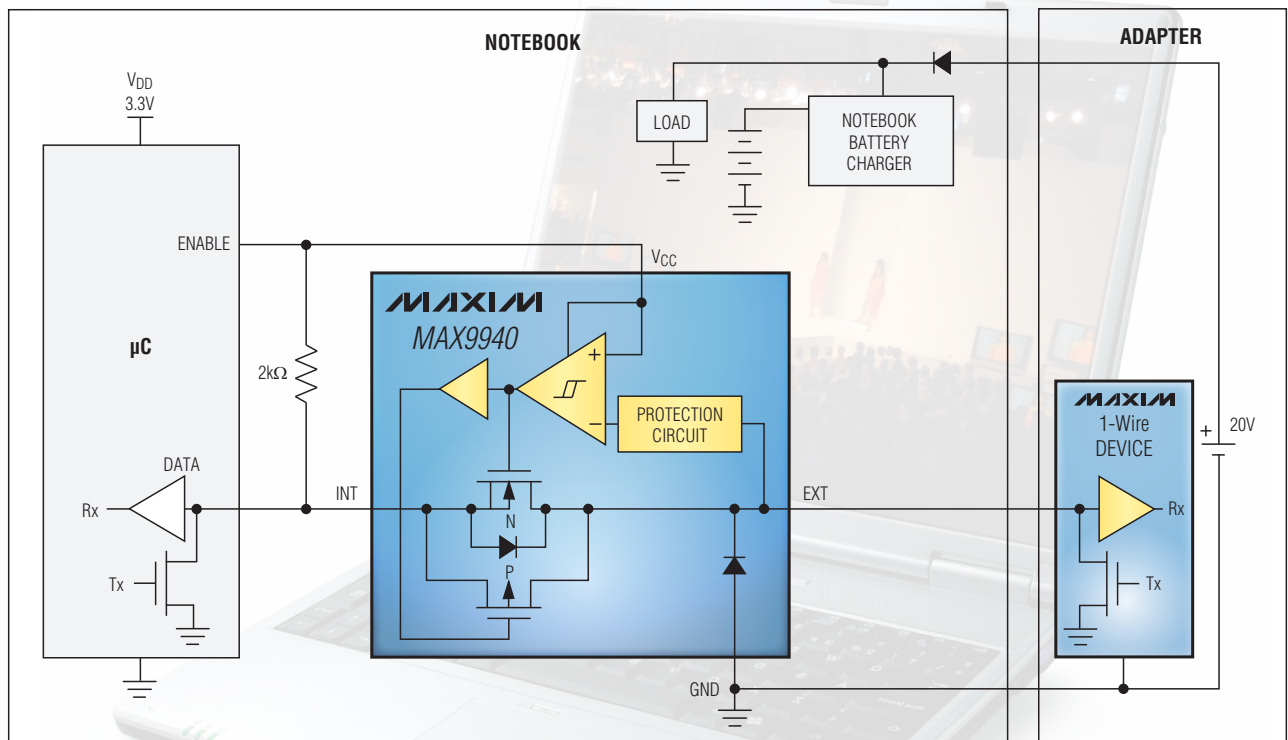 NOTEBOOK
ADAPTER
VDD
3.3V
LOAD
NOTEBOOK
BATTERY
CHARGER
ENABLE
VCC
MAXIM
MAX9940
µC
2kΩ
+
−
PROTECTION
CIRCUIT
MAXIM
1-Wire
DEVICE
+
20V
DATA
INT
EXT
Rx
N
Rx
P
Tx
Tx
GND